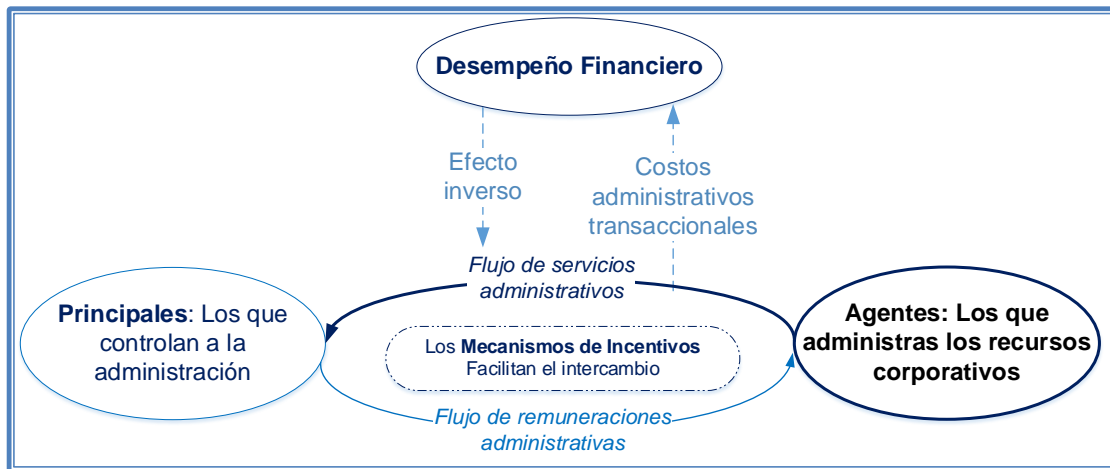 Desempeño Financiero
Efecto
inverso
Costos
administrativos
transaccionales
Flujo de servicios
administrativos
Principales: Los que
controlan a la
administración
Los Mecanismos de Incentivos
Facilitan el intercambio
Agentes: Los que
administras los recursos
corporativos
Flujo de remuneraciones
administrativas